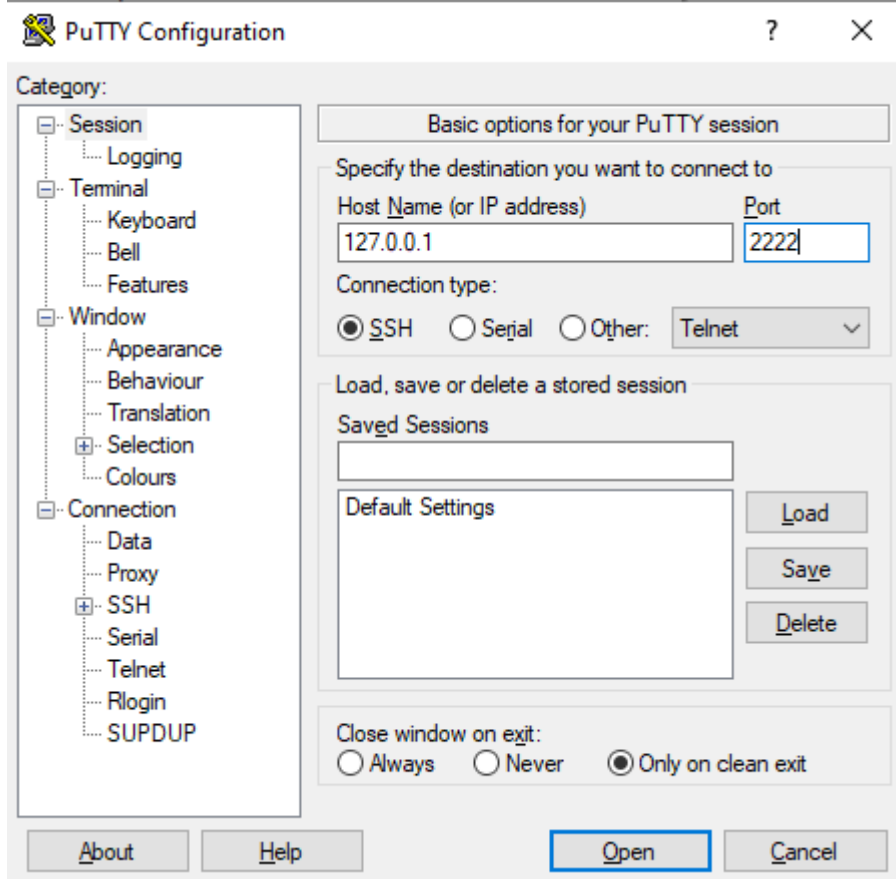 PuTTY Configuration
?
Category:
Session
Logging
Terminal
Keyboard
Bell
Features
Window
Appearance
Behaviour
Translation
Selection
Colours
Connection
Data
Proxy
SSH
Serial
Telnet
Rlogin
SUPDUP
Basic options for your PuTTY session
Specify the destination you want to connect to
Host Name (or IP address) Port
127.0.0.1 2222
Connection type:
SSH Serial Other: Telnet
Load, save or delete a stored session
Saved Sessions
Default Settings
Load
Save
Delete
Close window on exit:
Always Never Only on clean exit
About Help Open Cancel